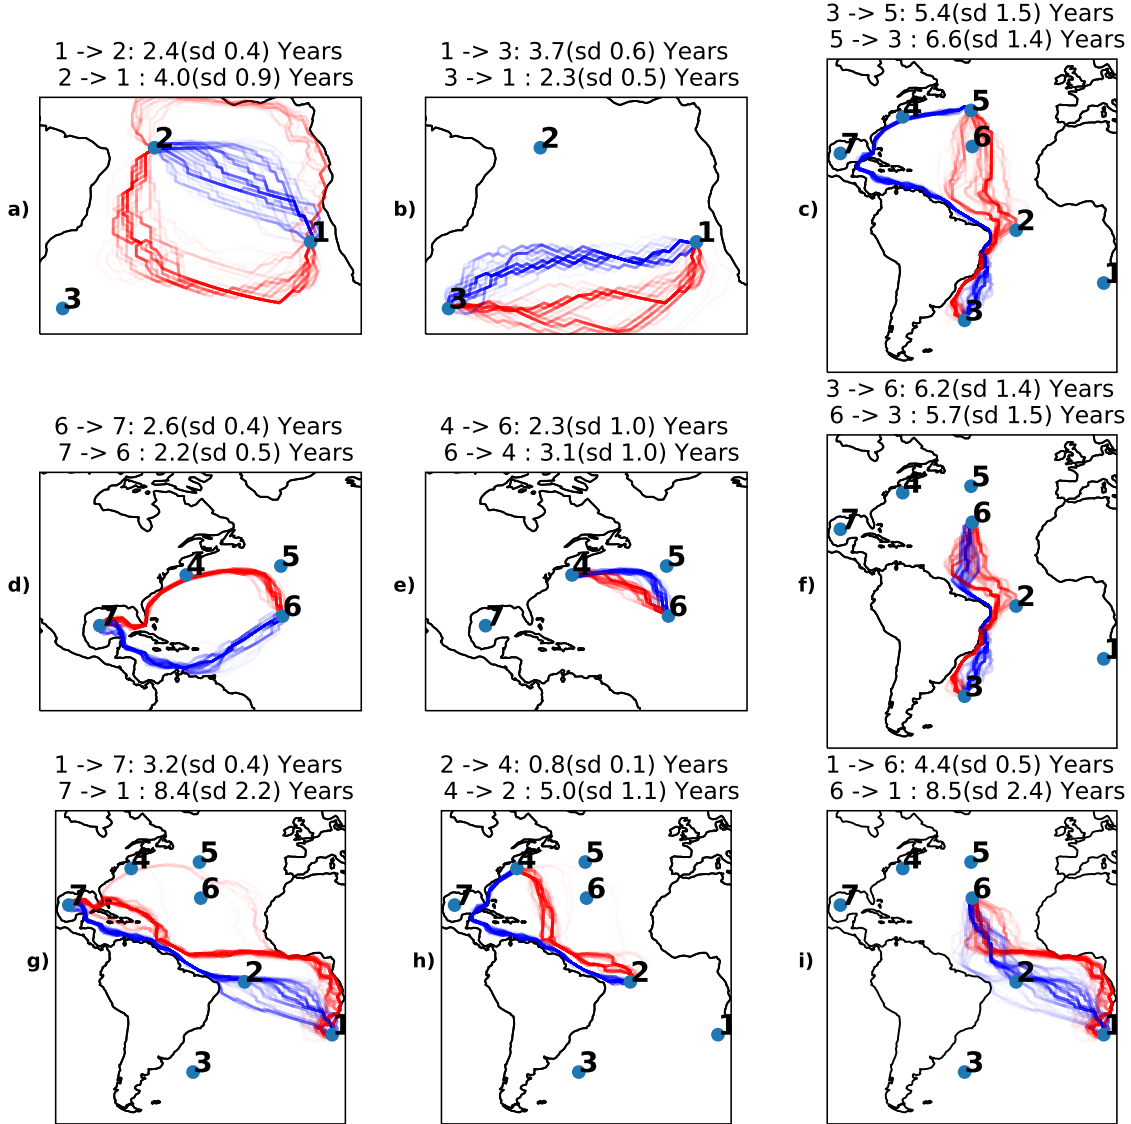 1 -> 2: 2.4(sd 0.4) Years
2 -> 1 : 4.0(sd 0.9) Years
a)
2
1
3
1 -> 3: 3.7(sd 0.6) Years
3 -> 1 : 2.3(sd 0.5) Years
b)
2
1
3
3 -> 5: 5.4(sd 1.5) Years
5 -> 3 : 6.6(sd 1.4) Years
c)
4
5
6
7
2
1
3
6 -> 7: 2.6(sd 0.4) Years
7 -> 6 : 2.2(sd 0.5) Years
d)
5
4
6
7
4 -> 6: 2.3(sd 1.0) Years
6 -> 4 : 3.1(sd 1.0) Years
e)
5
4
6
7
3 -> 6: 6.2(sd 1.4) Years
6 -> 3 : 5.7(sd 1.5) Years
f)
4
5
6
7
2
1
3
1 -> 7: 3.2(sd 0.4) Years
7 -> 1 : 8.4(sd 2.2) Years
g)
4
5
6
7
2
1
3
2 -> 4: 0.8(sd 0.1) Years
4 -> 2 : 5.0(sd 1.1) Years
h)
4
5
6
7
2
1
3
1 -> 6: 4.4(sd 0.5) Years
6 -> 1 : 8.5(sd 2.4) Years
i)
4
5
6
7
2
1
3